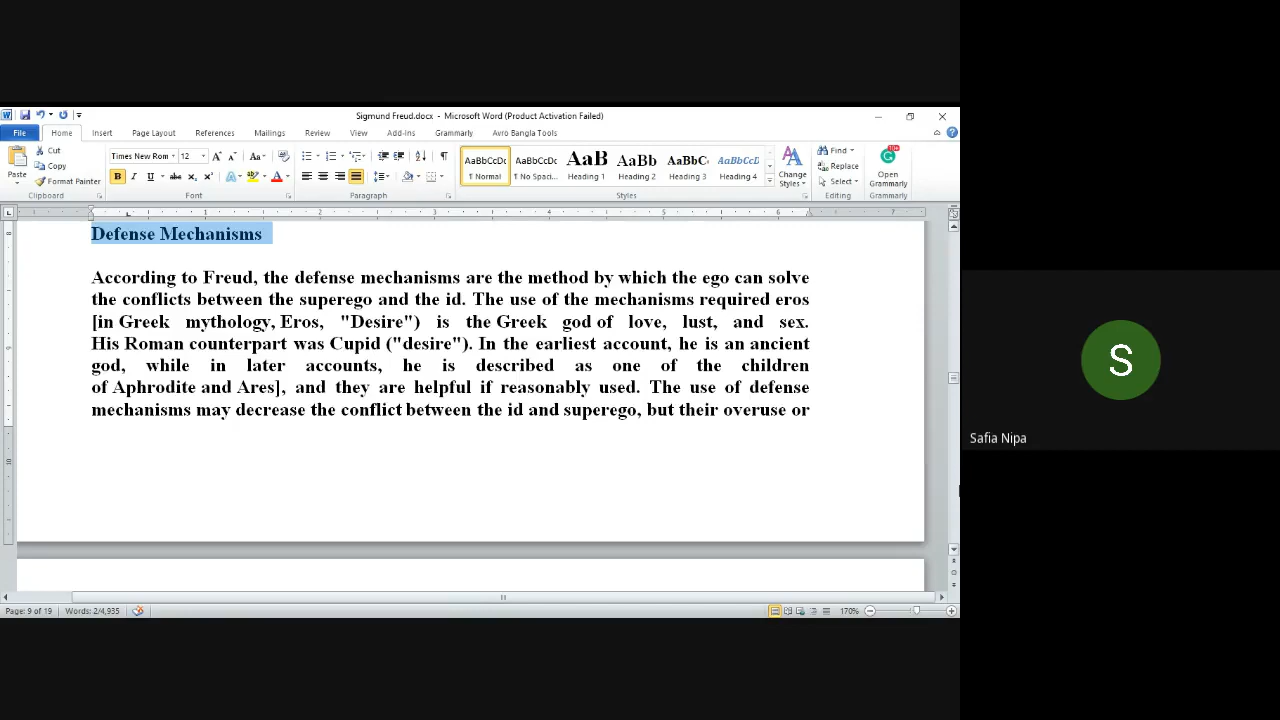 Sigmund Freud.docx - Microsoft Word (Product Activation Failed)
File Home Insert Page Layout References Mailings Review View Add-Ins Grammarly Avro Bangla Tools
Cut
Copy
Format Painter
Paste
Clipboard
Times New Rom 12
Font
Paragraph
AaBbCcDc AaBbCcDc AaB AaBb AaBbC AaBbCcD
¶ Normal ¶ No Spaci... Heading 1 Heading 2 Heading 3 Heading 4
Change Styles
Styles
Find
Replace
Select
Editing
Open Grammarly
Grammarly
1 2 3 4 5 6 7
Defense Mechanisms
According to Freud, the defense mechanisms are the method by which the ego can solve
the conflicts between the superego and the id. The use of the mechanisms required eros
[in Greek mythology, Eros, "Desire") is the Greek god of love, lust, and sex.
His Roman counterpart was Cupid ("desire"). In the earliest account, he is an ancient
god, while in later accounts, he is described as one of the children
of Aphrodite and Ates], and they are helpful if reasonably used. The use of defense
mechanisms may decrease the conflict between the id and superego, but their overuse or
Page: 9 of 19 Words: 2/4,935 170%
S
Safia Nipa